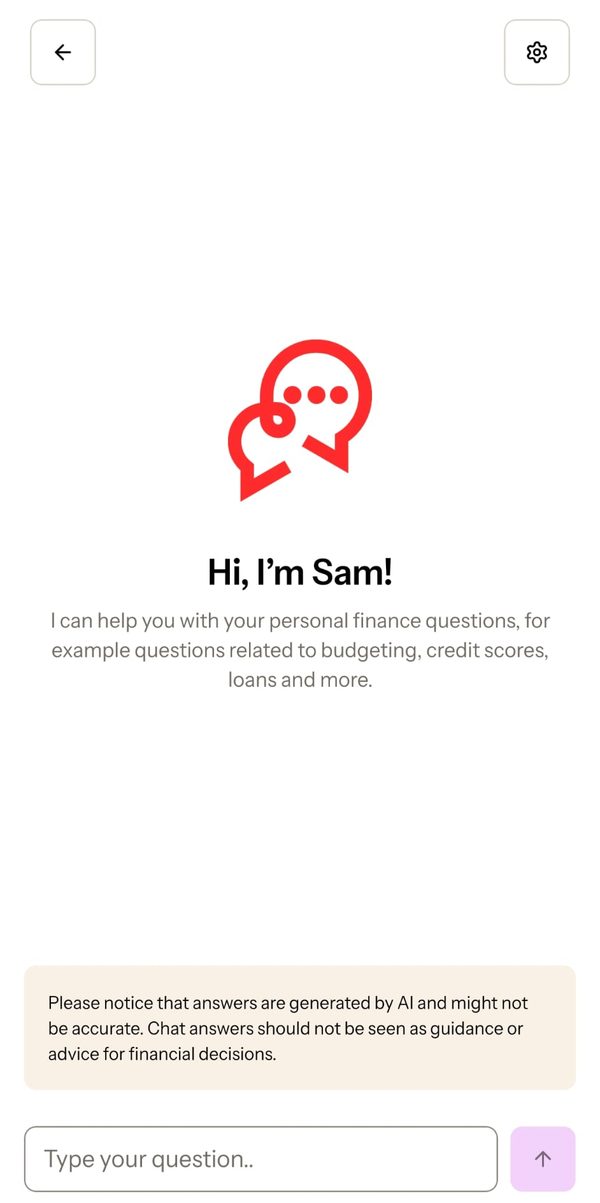 Hi, I’m Sam!
I can help you with your personal finance questions, for
example questions related to budgeting, credit scores,
loans and more.
Please notice that answers are generated by AI and might not
be accurate. Chat answers should not be seen as guidance or
advice for financial decisions.
Type your question..